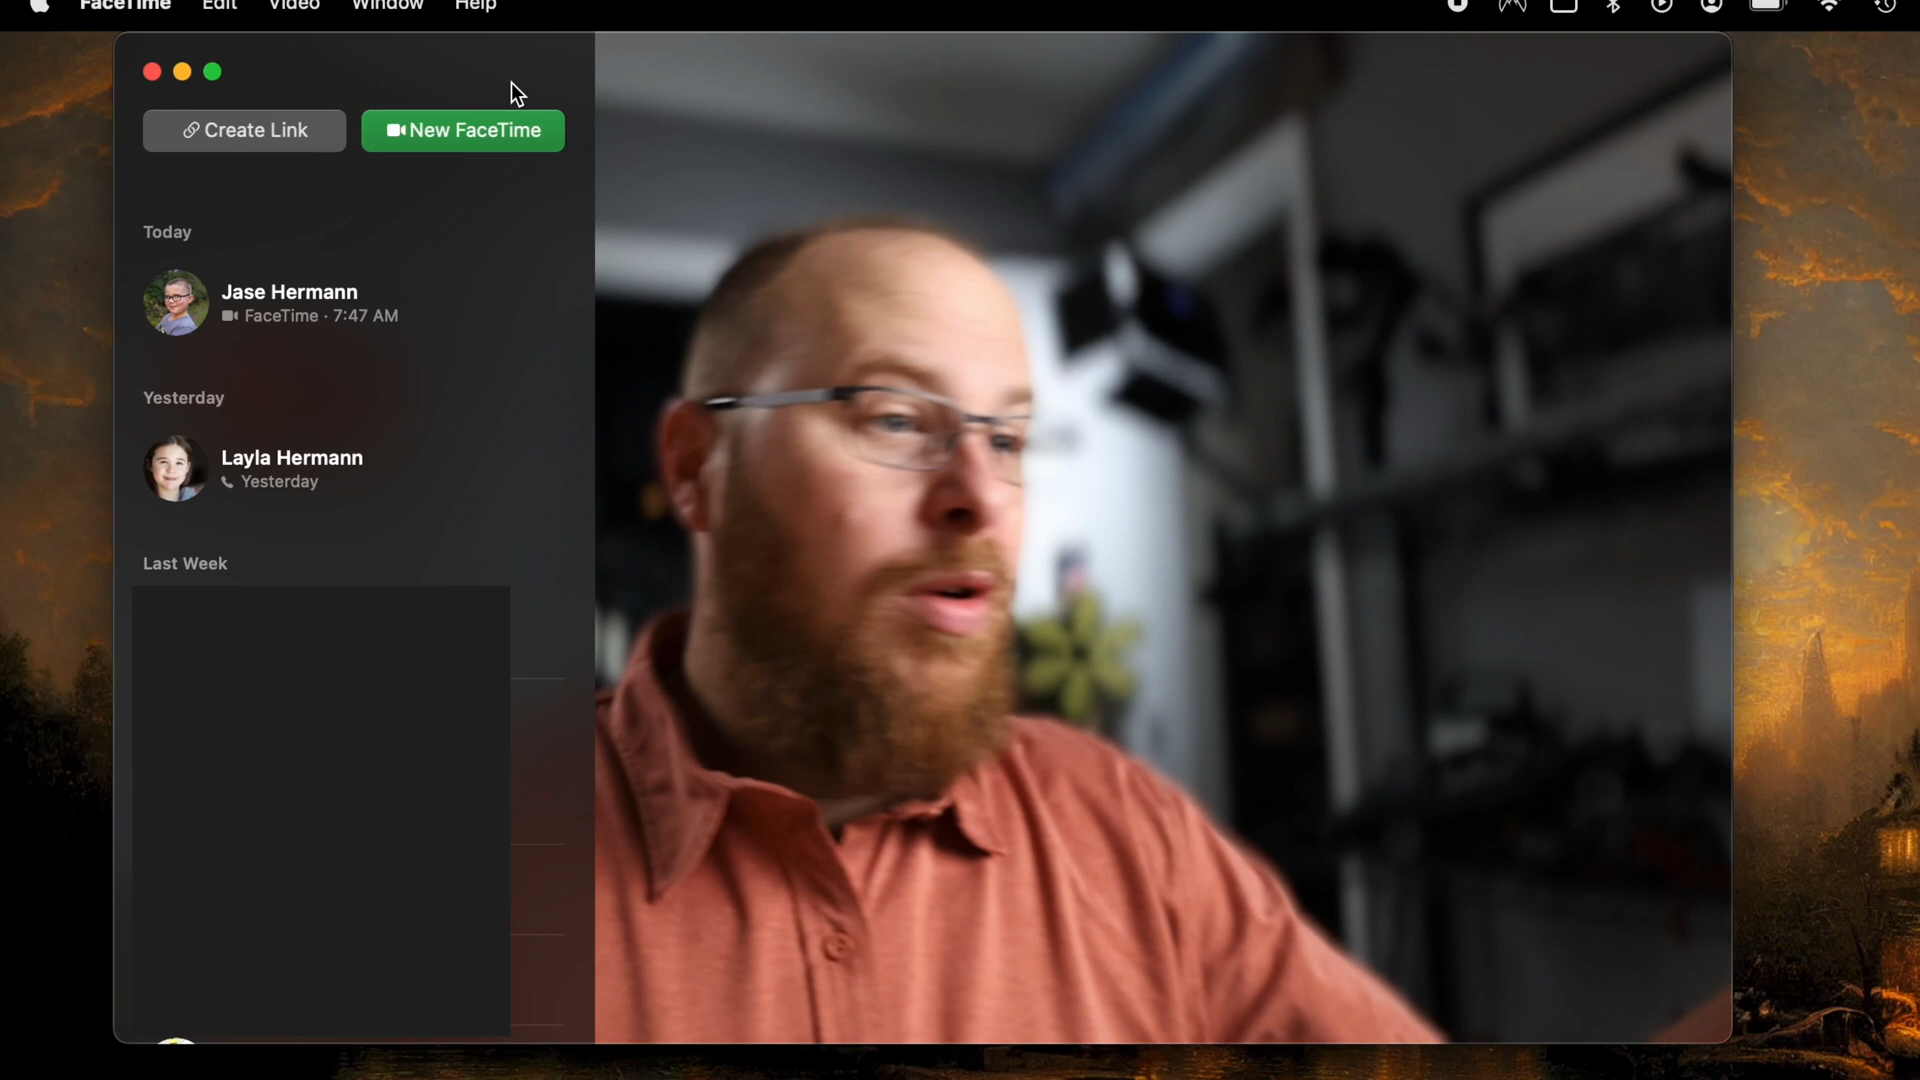 FaceTime Edit Video Window Help
Create Link New FaceTime
Today
Jase Hermann
FaceTime · 7:47 AM
Yesterday
Layla Hermann
Yesterday
Last Week